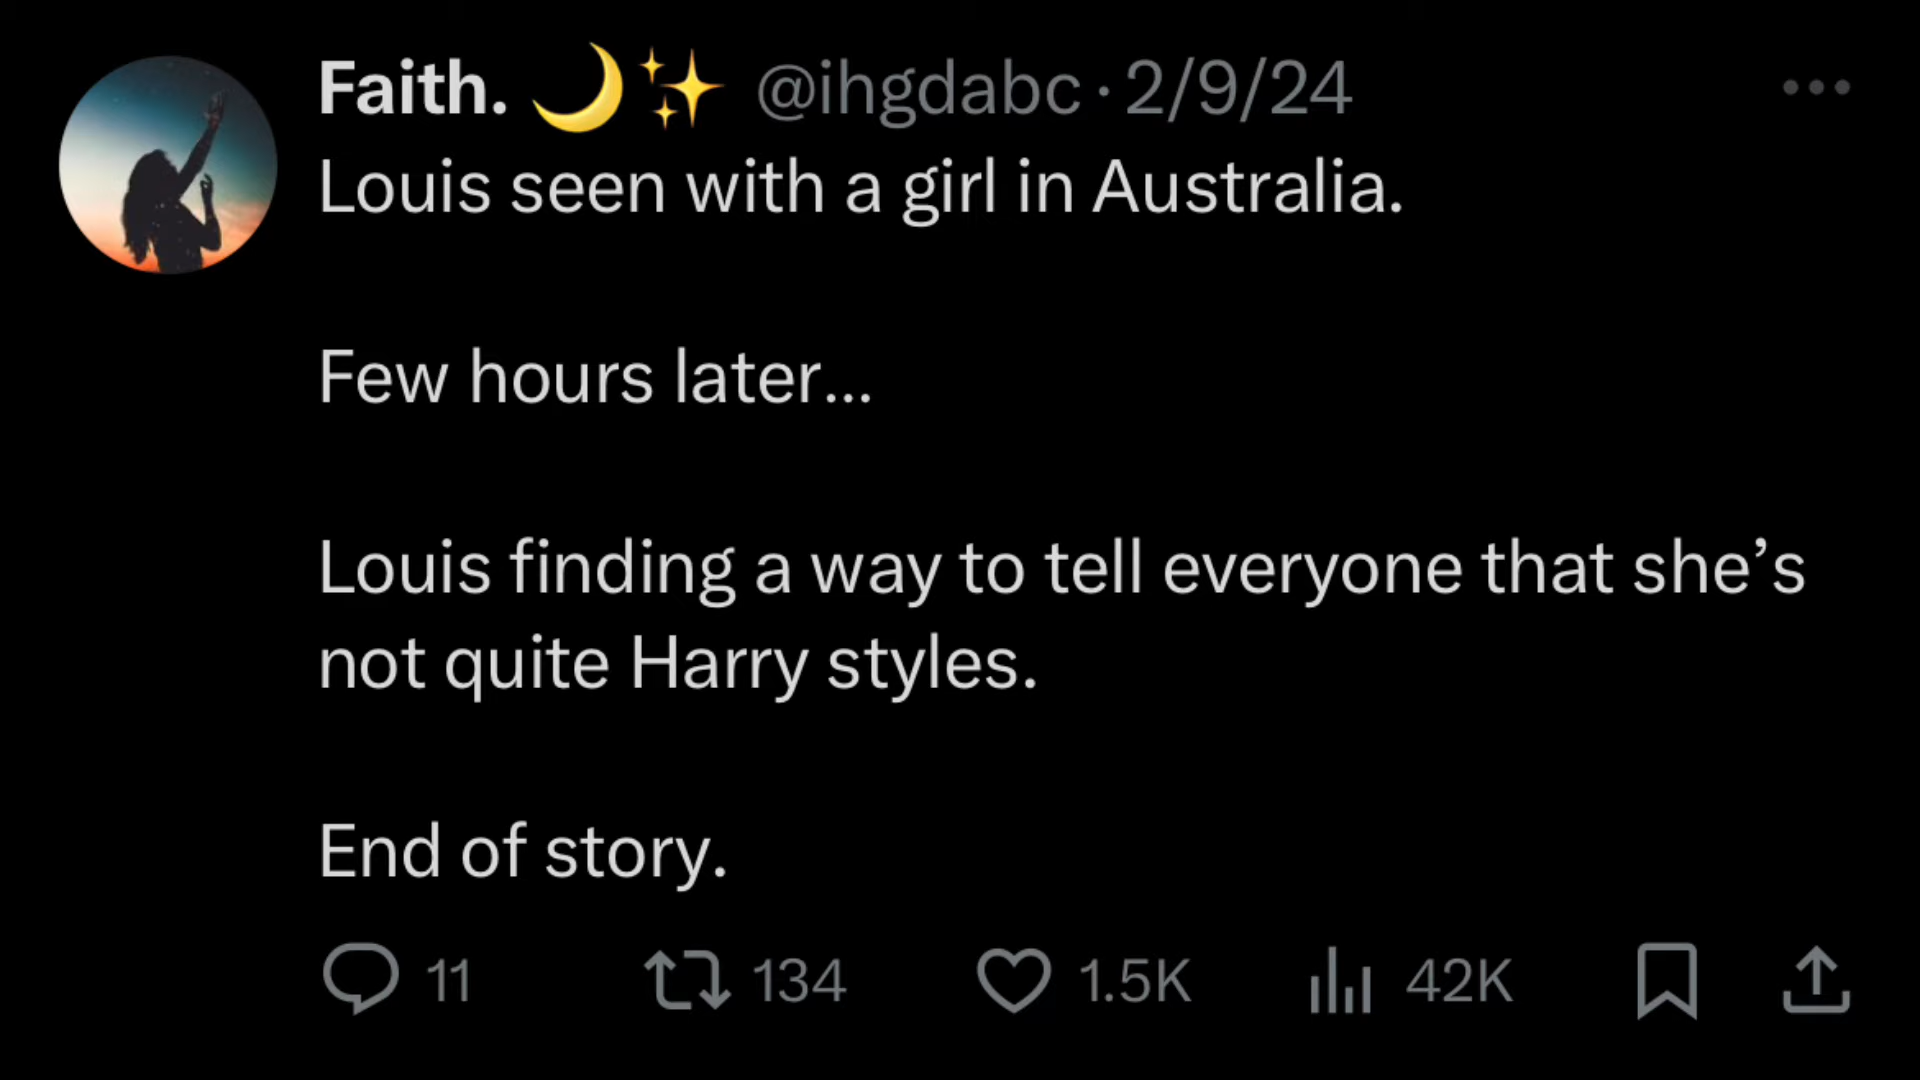 Faith. 🌙✨ @ihgdabc · 2/9/24
Louis seen with a girl in Australia.
Few hours later...
Louis finding a way to tell everyone that she’s
not quite Harry styles.
End of story.
11 134 1.5K 42K